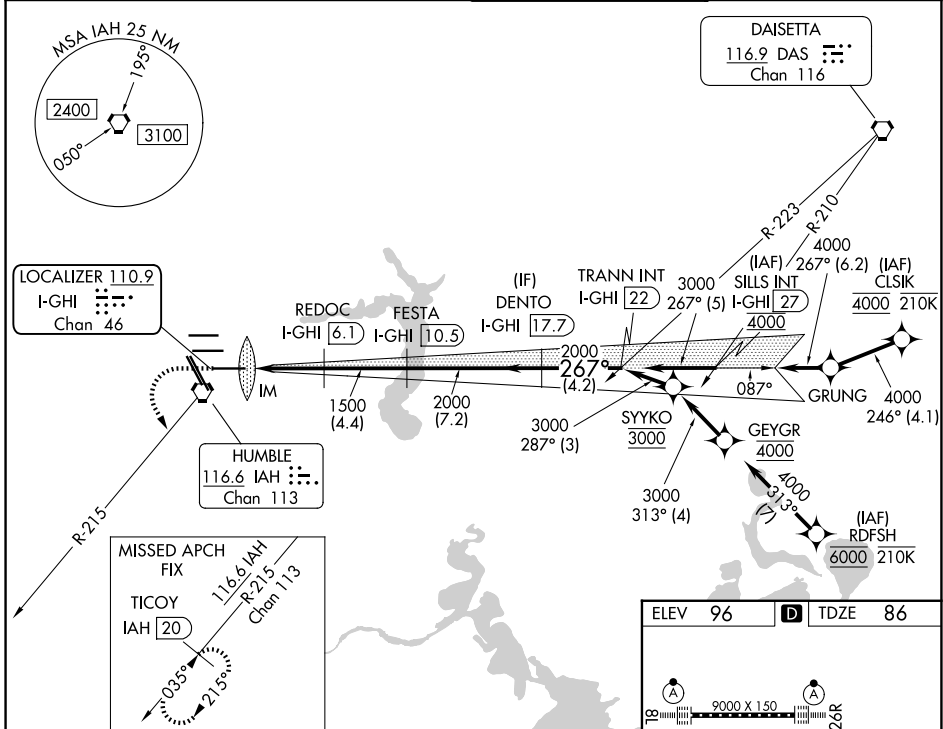 MSA IAH 25 NM
195°
2400
3100
050°
DAISETTA
116.9 DAS
Chan 116
R-223
R-210
LOCALIZER 110.9
I-GHI
Chan 46
REDOC
I-GHI 6.1
FESTA
I-GHI 10.5
(IF)
DENTO
I-GHI 17.7
TRANN INT
I-GHI 22
3000
267° (5)
(IAF)
SILLS INT
I-GHI 27
4000
4000
267° (6.2)
(IAF)
CLSIK
4000 210K
IM
1500
(4.4)
2000
(7.2)
2000
267°
(4.2)
087°
GRUNG
4000
246° (4.1)
3000
287° (3)
SYYKO
3000
GEYGR
4000
3000
313° (4)
4000
313°
(7)
(IAF)
RDFSH
6000 210K
HUMBLE
116.6 IAH
Chan 113
R-215
MISSED APCH
FIX
TICOY
IAH 20
116.6 IAH
R-215
Chan 113
035°
215°
ELEV 96
D
TDZE 86
A
A
8L
9000 X 150
26R